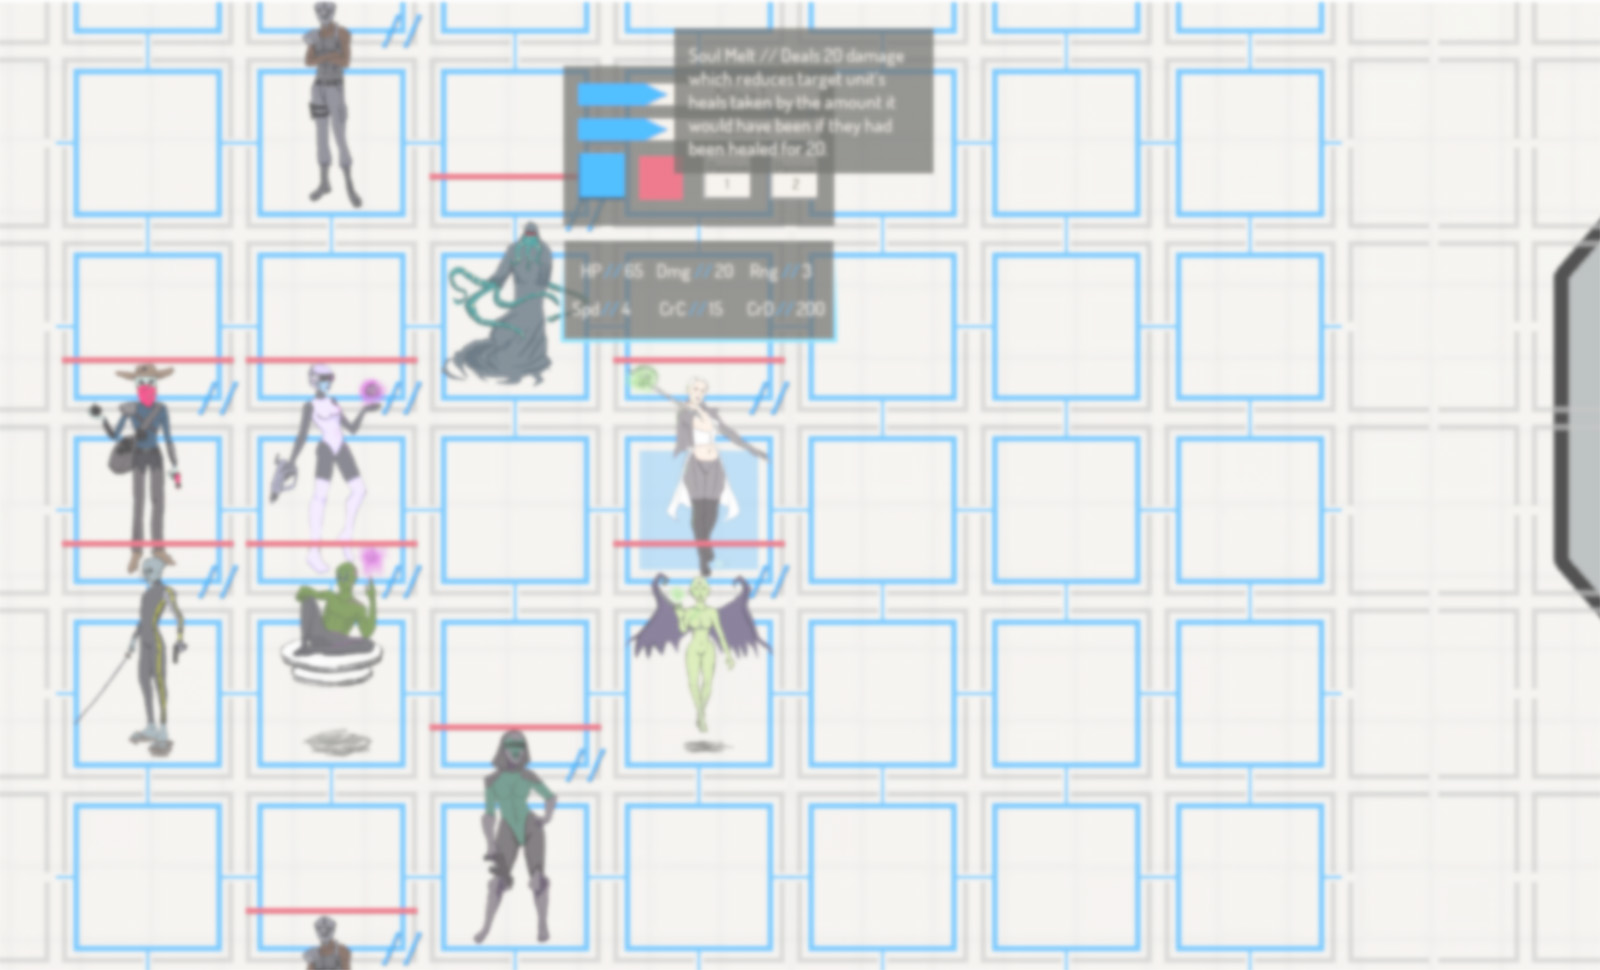 Soul Melt // Deals 20 damage
which reduces target unit's
heals taken by the amount it
would have been if they had
been healed for 20.
1 2
HP // 65 Dmg // 20 Rng // 3
Spd // 4 CrC // 15 CrD // 200